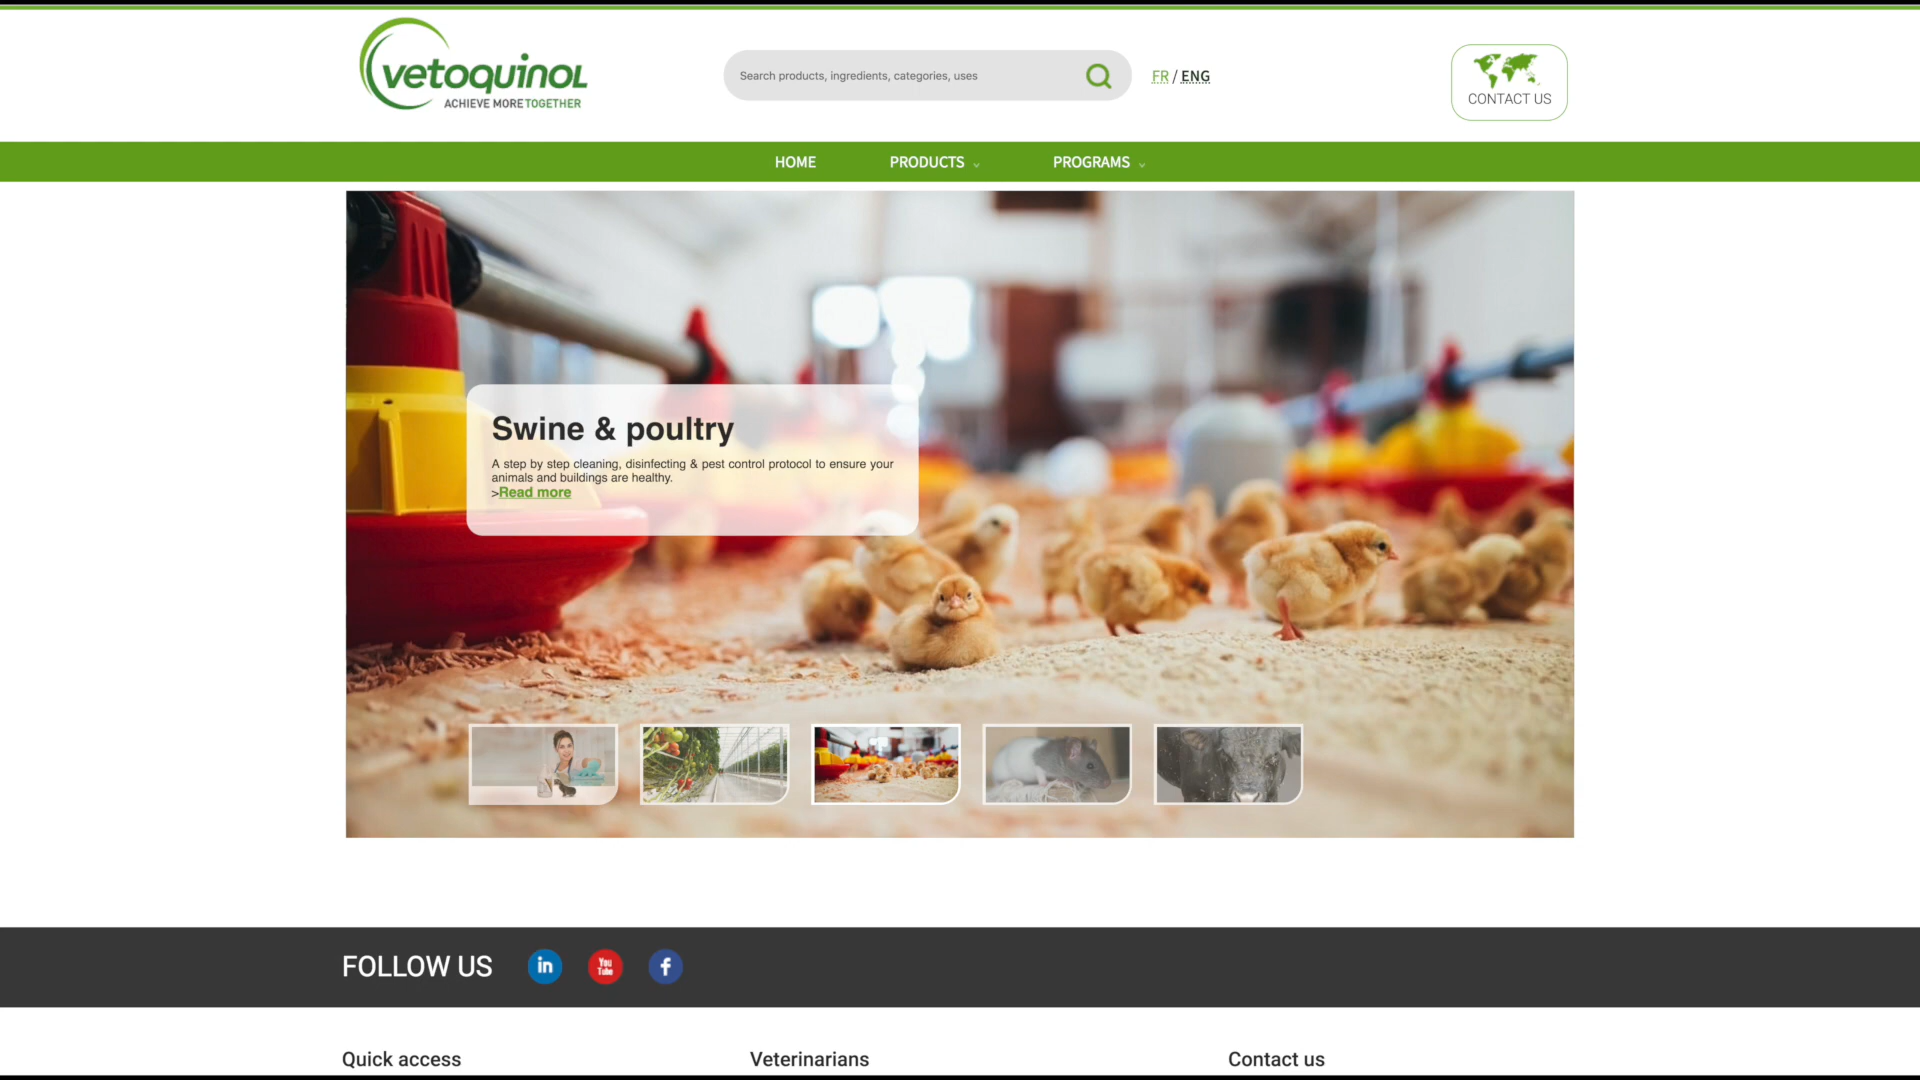 vetoquinol
ACHIEVE MORE TOGETHER
Search products, ingredients, categories, uses
FR / ENG
CONTACT US
HOME
PRODUCTS
PROGRAMS
Swine & poultry
A step by step cleaning, disinfecting & pest control protocol to ensure your
animals and buildings are healthy.
>Read more
FOLLOW US
in
You
Tube
f
Quick access
Veterinarians
Contact us